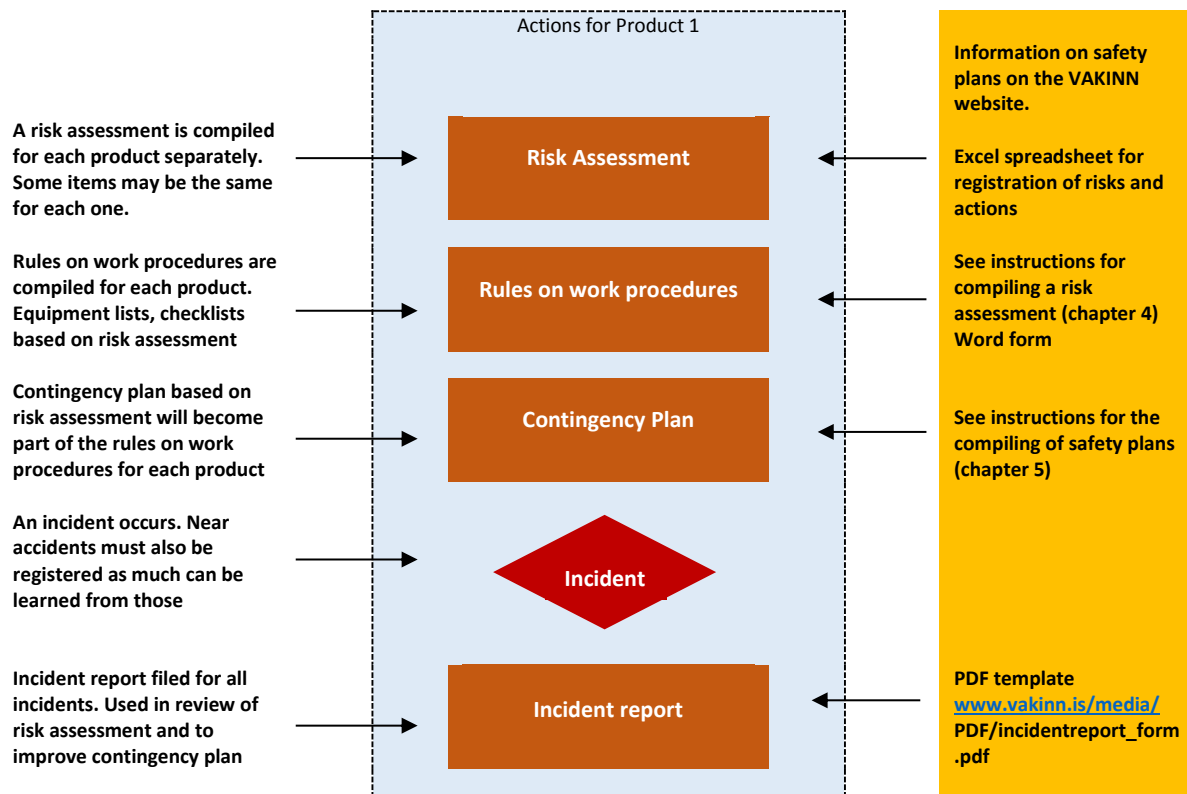 Actions for Product 1
A risk assessment is compiled
for each product separately.
Some items may be the same
for each one.
Risk Assessment
Information on safety
plans on the VAKINN
website.
Excel spreadsheet for
registration of risks and
actions
Rules on work procedures are
compiled for each product.
Equipment lists, checklists
based on risk assessment
Rules on work procedures
See instructions for
compiling a risk
assessment (chapter 4)
Word form
Contingency plan based on
risk assessment will become
part of the rules on work
procedures for each product
Contingency Plan
See instructions for the
compiling of safety plans
(chapter 5)
An incident occurs. Near
accidents must also be
registered as much can be
learned from those
Incident
Incident report filed for all
incidents. Used in review of
risk assessment and to
improve contingency plan
Incident report
PDF template
www.vakinn.is/media/
PDF/incidentreport_form
.pdf